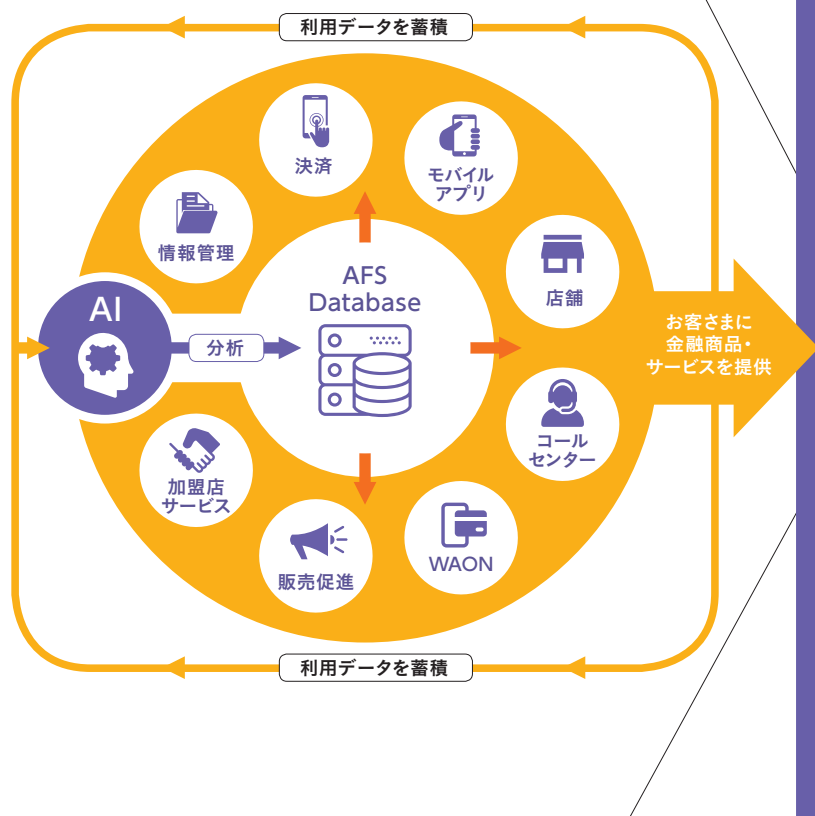 利用データを蓄積
決済
モバイル
アプリ
情報管理
店舗
AI
分析
AFS
Database
お客さまに
金融商品・
サービスを提供
コール
センター
加盟店
サービス
WAON
販売促進
利用データを蓄積